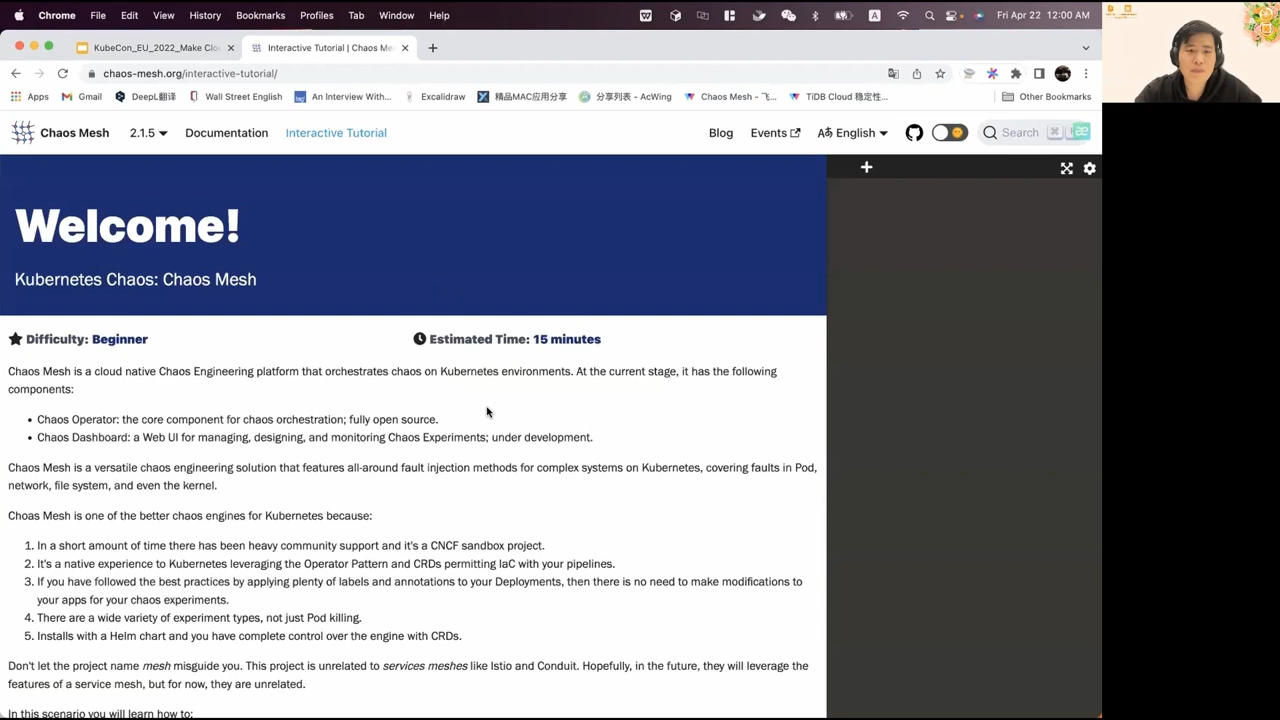 Chrome File Edit View History Bookmarks Profiles Tab Window Help
A Fri Apr 22 12:00 AM
KubeCon_EU_2022_Make Clou
Interactive Tutorial | Chaos Me
chaos-mesh.org/interactive-tutorial/
Apps Gmail DeepL翻译 Wall Street English An Interview With... Excalidraw 精品MAC应用分享 分享列表 - AcWing Chaos Mesh - 飞... TiDB Cloud 稳定性... Other Bookmarks
Chaos Mesh 2.1.5 Documentation Interactive Tutorial Blog Events English Search
Welcome!
Kubernetes Chaos: Chaos Mesh
Difficulty: Beginner
Estimated Time: 15 minutes
Chaos Mesh is a cloud native Chaos Engineering platform that orchestrates chaos on Kubernetes environments. At the current stage, it has the following
components:
• Chaos Operator: the core component for chaos orchestration; fully open source.
• Chaos Dashboard: a Web UI for managing, designing, and monitoring Chaos Experiments; under development.
Chaos Mesh is a versatile chaos engineering solution that features all-around fault injection methods for complex systems on Kubernetes, covering faults in Pod,
network, file system, and even the kernel.
Choas Mesh is one of the better chaos engines for Kubernetes because:
1. In a short amount of time there has been heavy community support and it's a CNCF sandbox project.
2. It's a native experience to Kubernetes leveraging the Operator Pattern and CRDs permitting IaC with your pipelines.
3. If you have followed the best practices by applying plenty of labels and annotations to your Deployments, then there is no need to make modifications to
your apps for your chaos experiments.
4. There are a wide variety of experiment types, not just Pod killing.
5. Installs with a Helm chart and you have complete control over the engine with CRDs.
Don't let the project name mesh misguide you. This project is unrelated to services meshes like Istio and Conduit. Hopefully, in the future, they will leverage the
features of a service mesh, but for now, they are unrelated.
In this scenario you will learn how to: